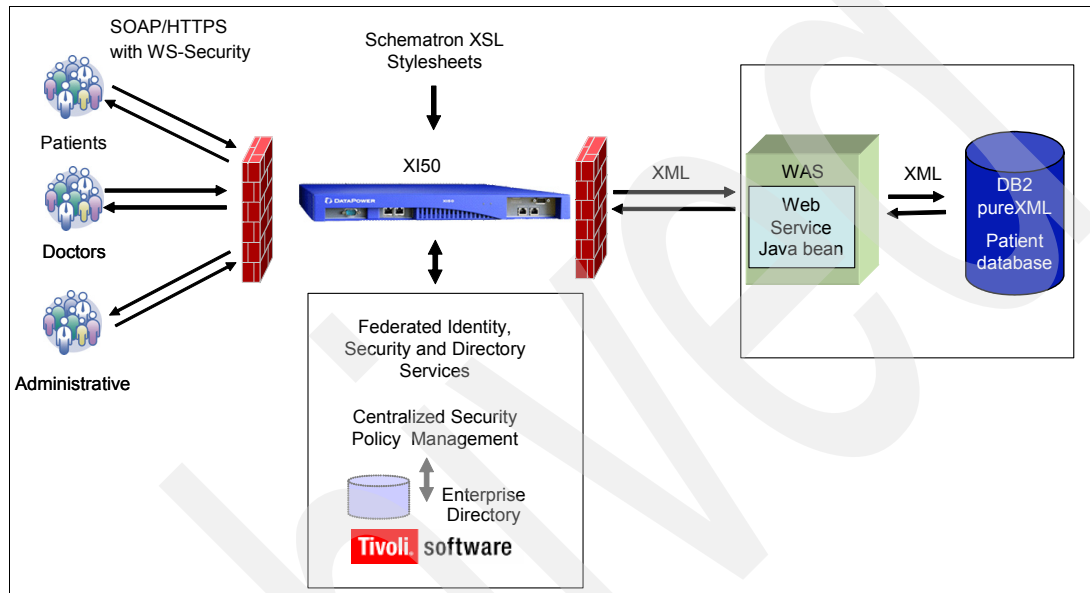 SOAP/HTTPS
with WS-Security
Schematron XSL
Stylesheets
Patients
XI50
DATAPOWER
XML
WAS
Web
Service
Java bean
XML
DB2
pureXML
Patient
database
Doctors
Federated Identity,
Security and Directory
Services
Administrative
Centralized Security
Policy Management
Enterprise
Directory
Tivoli. software